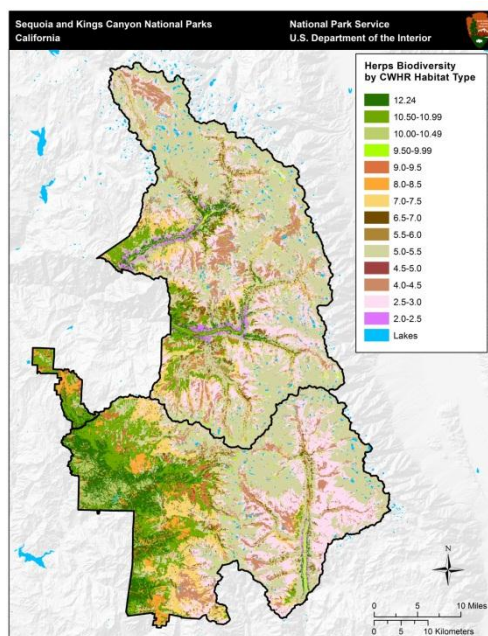 Sequoia and Kings Canyon National Parks
California
National Park Service
U.S. Department of the Interior
Herps Biodiversity
by CWHR Habitat Type
12.24
10.50-10.99
10.00-10.49
9.50-9.99
9.0-9.5
8.0-8.5
7.0-7.5
6.5-7.0
5.5-6.0
5.0-5.5
4.5-5.0
4.0-4.5
2.5-3.0
2.0-2.5
Lakes
N
0 5 10 Miles
0 5 10 Kilometers